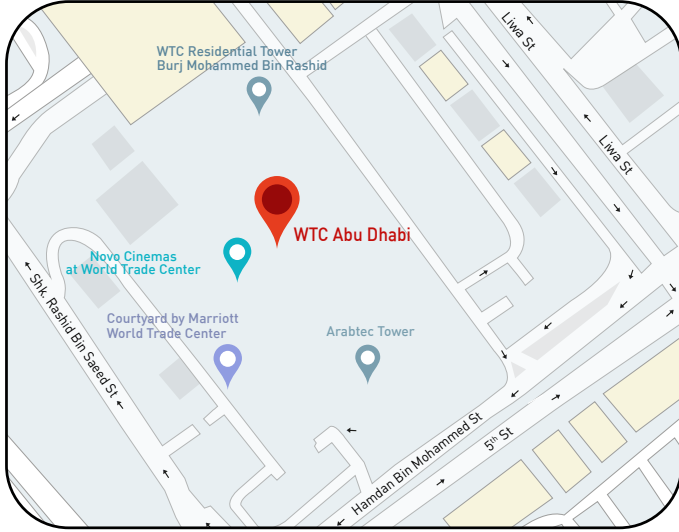 Liwa St
WTC Residential Tower
Burj Mohammed Bin Rashid
Liwa St
WTC Abu Dhabi
Novo Cinemas
at World Trade Center
Shk. Rashid Bin Saeed St
Courtyard by Marriott
World Trade Center
Arabtec Tower
Hamdan Bin Mohammed St
5th St